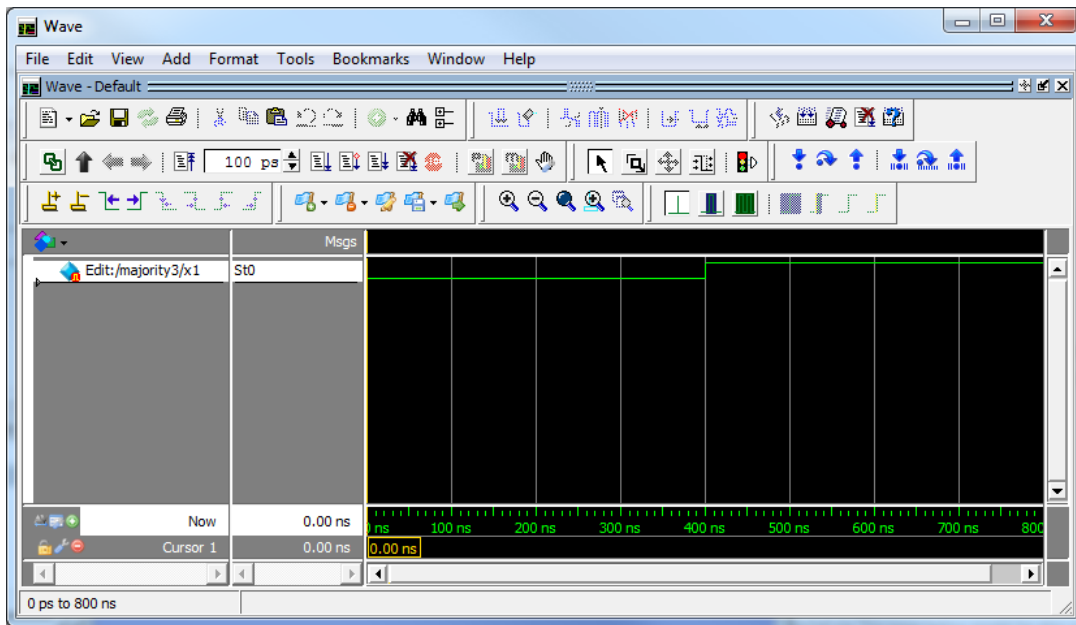 Wave
File Edit View Add Format Tools Bookmarks Window Help
Wave - Default
100 ps
Msgs
Edit:/majority3/x1 St0
Now 0.00 ns
ns 100 ns 200 ns 300 ns 400 ns 500 ns 600 ns 700 ns 800
Cursor 1 0.00 ns 0.00 ns
0 ps to 800 ns